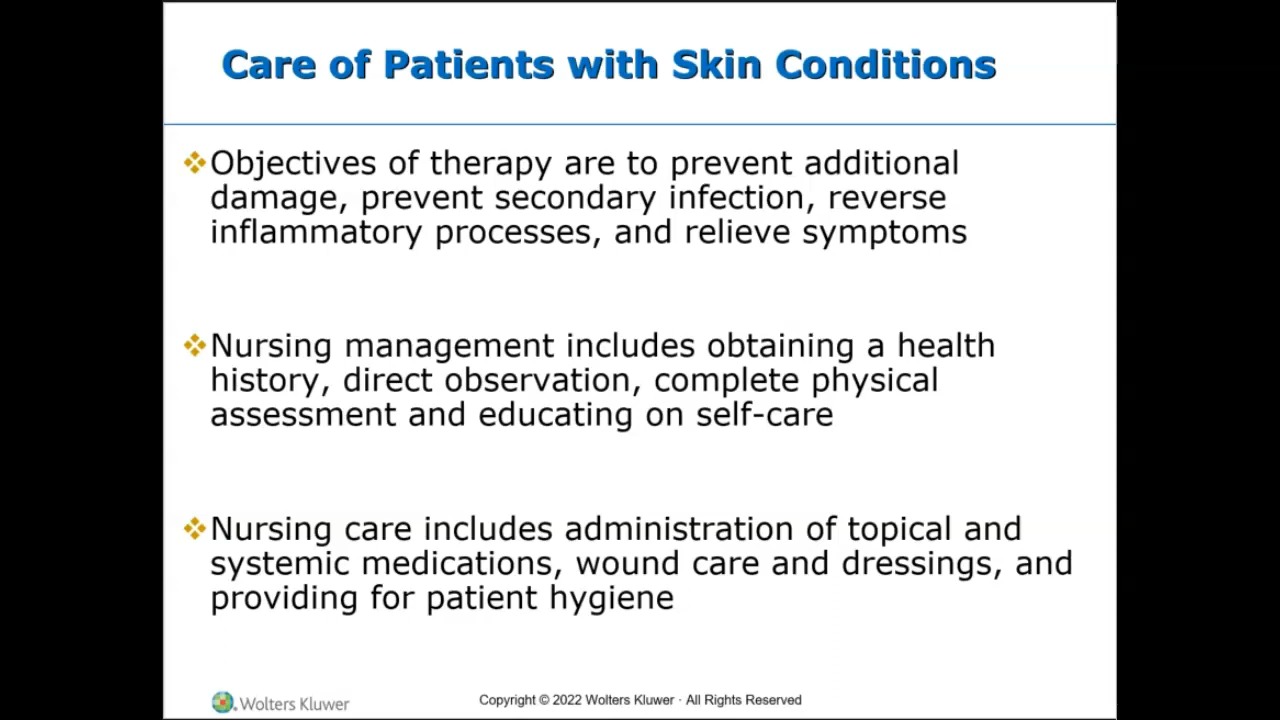 Care of Patients with Skin Conditions
❖Objectives of therapy are to prevent additional
damage, prevent secondary infection, reverse
inflammatory processes, and relieve symptoms
❖Nursing management includes obtaining a health
history, direct observation, complete physical
assessment and educating on self-care
❖Nursing care includes administration of topical and
systemic medications, wound care and dressings, and
providing for patient hygiene
Wolters Kluwer
Copyright © 2022 Wolters Kluwer · All Rights Reserved